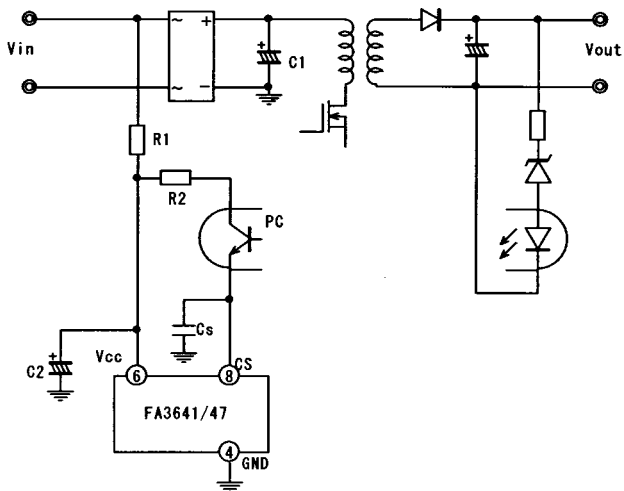 Vin
~
+
~
−
+
C1
+
Vout
R1
R2
PC
Cs
+
C2
Vcc
6
8
CS
FA3641/47
4
GND